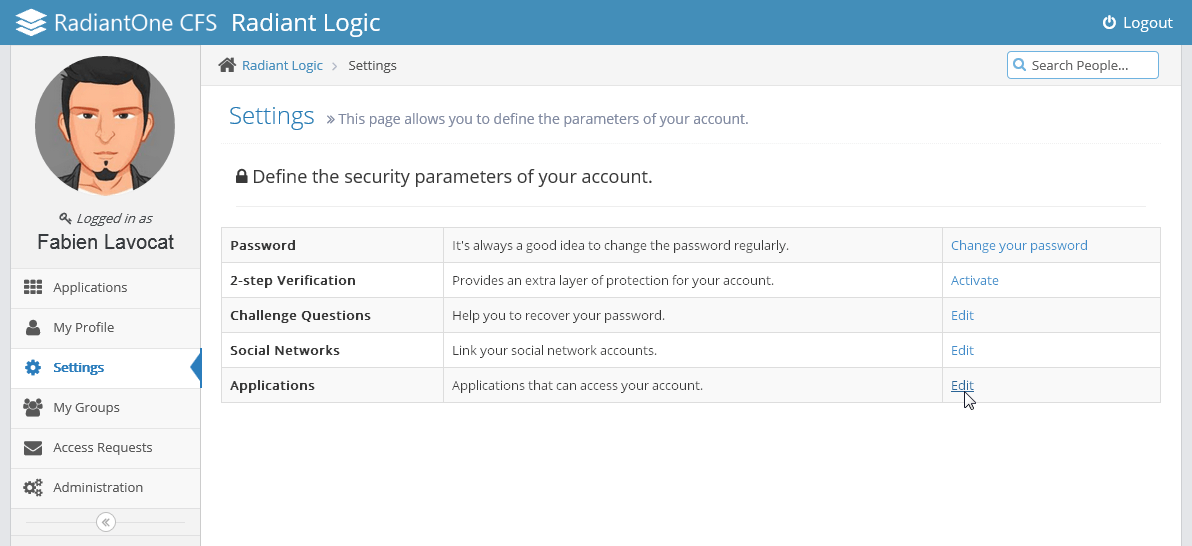 RadiantOne CFS Radiant Logic Logout
Radiant Logic Settings Search People...
Settings » This page allows you to define the parameters of your account.
Define the security parameters of your account.
Logged in as
Fabien Lavocat
Applications
My Profile
Settings
My Groups
Access Requests
Administration
Password It's always a good idea to change the password regularly. Change your password
2-step Verification Provides an extra layer of protection for your account. Activate
Challenge Questions Help you to recover your password. Edit
Social Networks Link your social network accounts. Edit
Applications Applications that can access your account. Edit